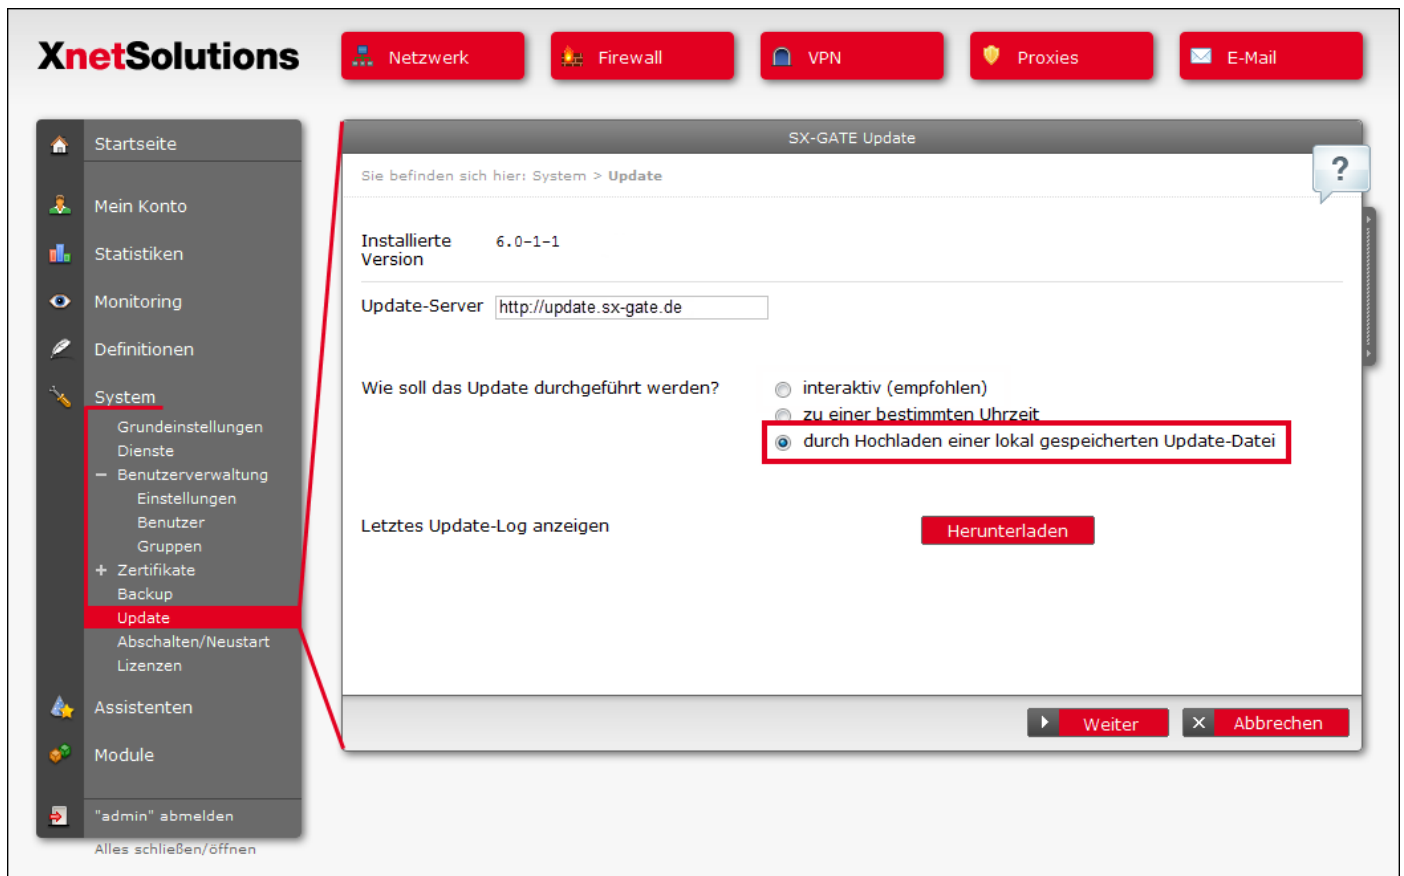 XnetSolutions
Netzwerk
Firewall
VPN
Proxies
E-Mail
Startseite
Mein Konto
Statistiken
Monitoring
Definitionen
System
Grundeinstellungen
Dienste
− Benutzerverwaltung
Einstellungen
Benutzer
Gruppen
+ Zertifikate
Backup
Update
Abschalten/Neustart
Lizenzen
Assistenten
Module
"admin" abmelden
Alles schließen/öffnen
SX-GATE Update
?
Sie befinden sich hier: System > Update
Installierte 6.0-1-1
Version
Update-Server http://update.sx-gate.de
Wie soll das Update durchgeführt werden? interaktiv (empfohlen)
zu einer bestimmten Uhrzeit
durch Hochladen einer lokal gespeicherten Update-Datei
Letztes Update-Log anzeigen Herunterladen
Weiter
Abbrechen